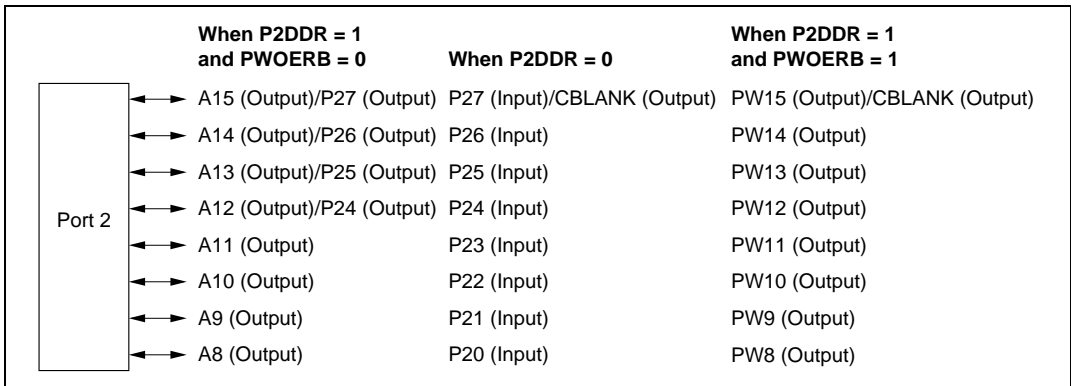 When P2DDR = 1 and PWOERB = 0 When P2DDR = 0 When P2DDR = 1 and PWOERB = 1
Port 2
A15 (Output)/P27 (Output) P27 (Input)/CBLANK (Output) PW15 (Output)/CBLANK (Output)
A14 (Output)/P26 (Output) P26 (Input) PW14 (Output)
A13 (Output)/P25 (Output) P25 (Input) PW13 (Output)
A12 (Output)/P24 (Output) P24 (Input) PW12 (Output)
A11 (Output) P23 (Input) PW11 (Output)
A10 (Output) P22 (Input) PW10 (Output)
A9 (Output) P21 (Input) PW9 (Output)
A8 (Output) P20 (Input) PW8 (Output)